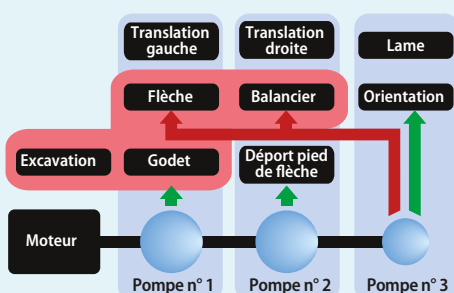 Translation
gauche
Translation
droite
Lame
Flèche
Balancier
Orientation
Excavation
Godet
Déport pied
de flèche
Moteur
Pompe n° 1
Pompe n° 2
Pompe n° 3